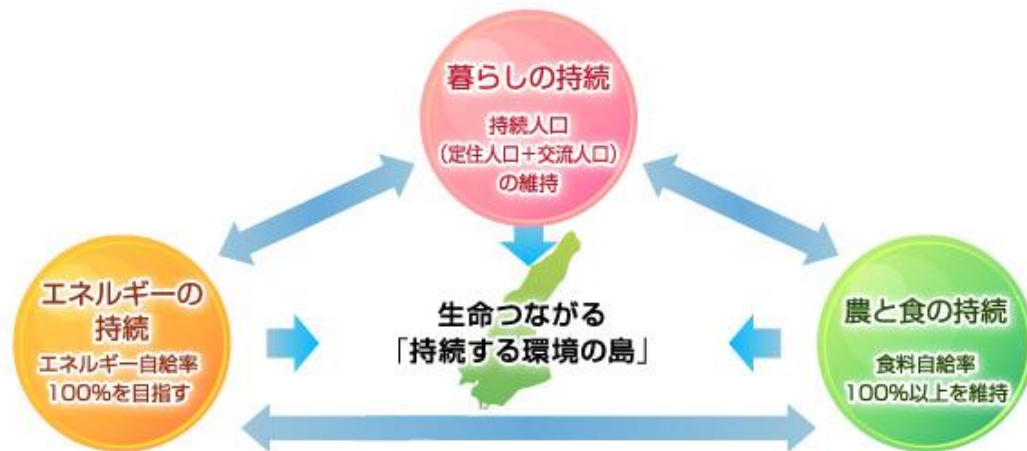 暮らしの持続
持続人口
（定住人口＋交流人口）
の維持
エネルギーの
持続
エネルギー自給率
100%を目指す
生命つながる
「持続する環境の島」
農と食の持続
食料自給率
100%以上を維持